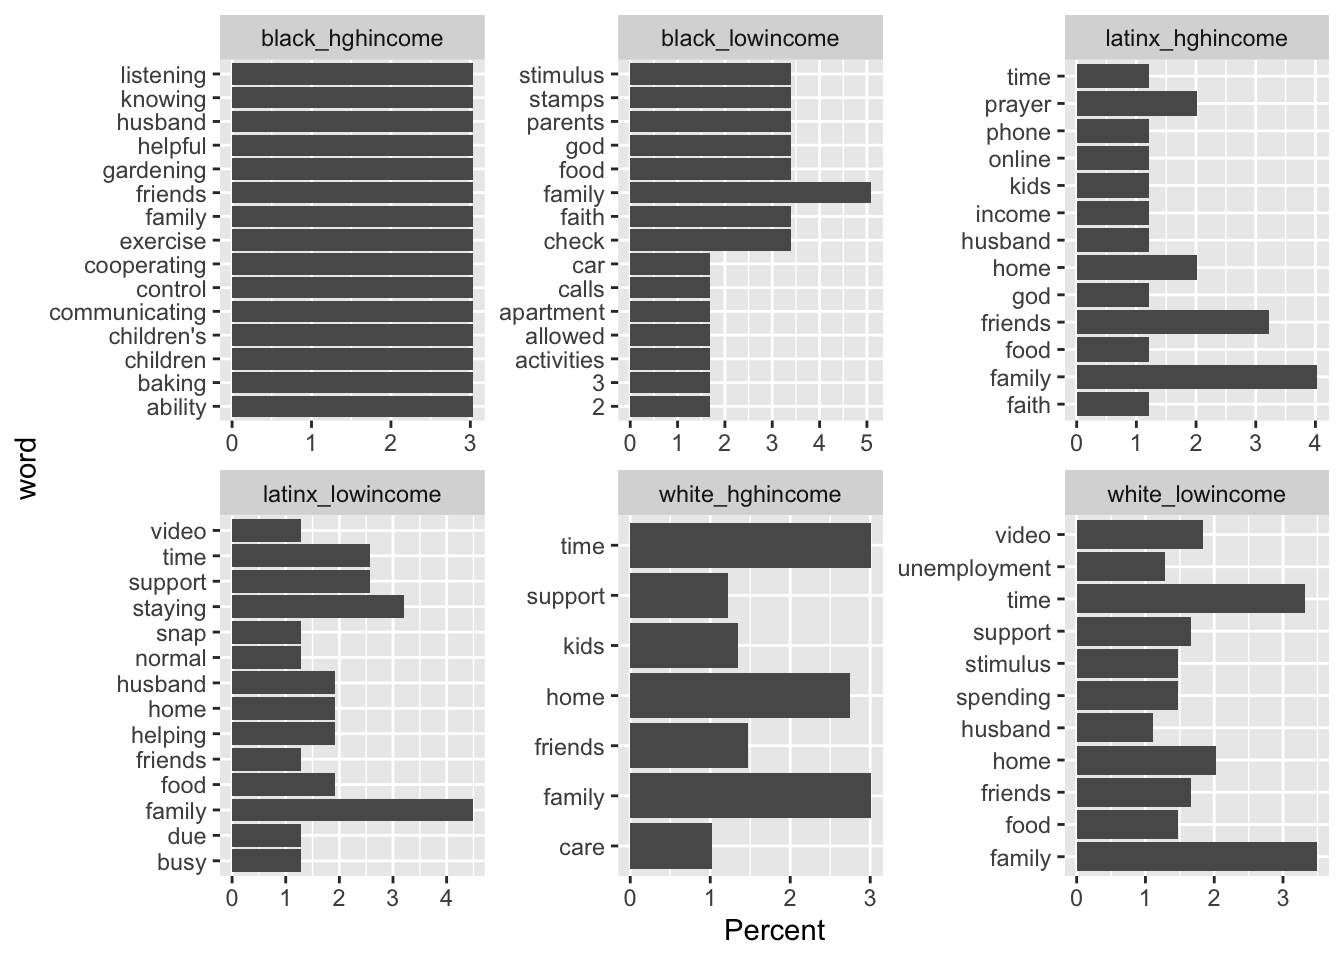 black_hghincome
listening
knowing
husband
helpful
gardening
friends
family
exercise
cooperating
control
communicating
children's
children
baking
ability
0 1 2 3
black_lowincome
stimulus
stamps
parents
god
food
family
faith
check
car
calls
apartment
allowed
activities
3
2
0 1 2 3 4 5
latinx_hghincome
time
prayer
phone
online
kids
income
husband
home
god
friends
food
family
faith
0 1 2 3 4
word
latinx_lowincome
video
time
support
staying
snap
normal
husband
home
helping
friends
food
family
due
busy
0 1 2 3 4
white_hghincome
time
support
kids
home
friends
family
care
0 1 2 3
white_lowincome
video
unemployment
time
support
stimulus
spending
husband
home
friends
food
family
0 1 2 3
Percent